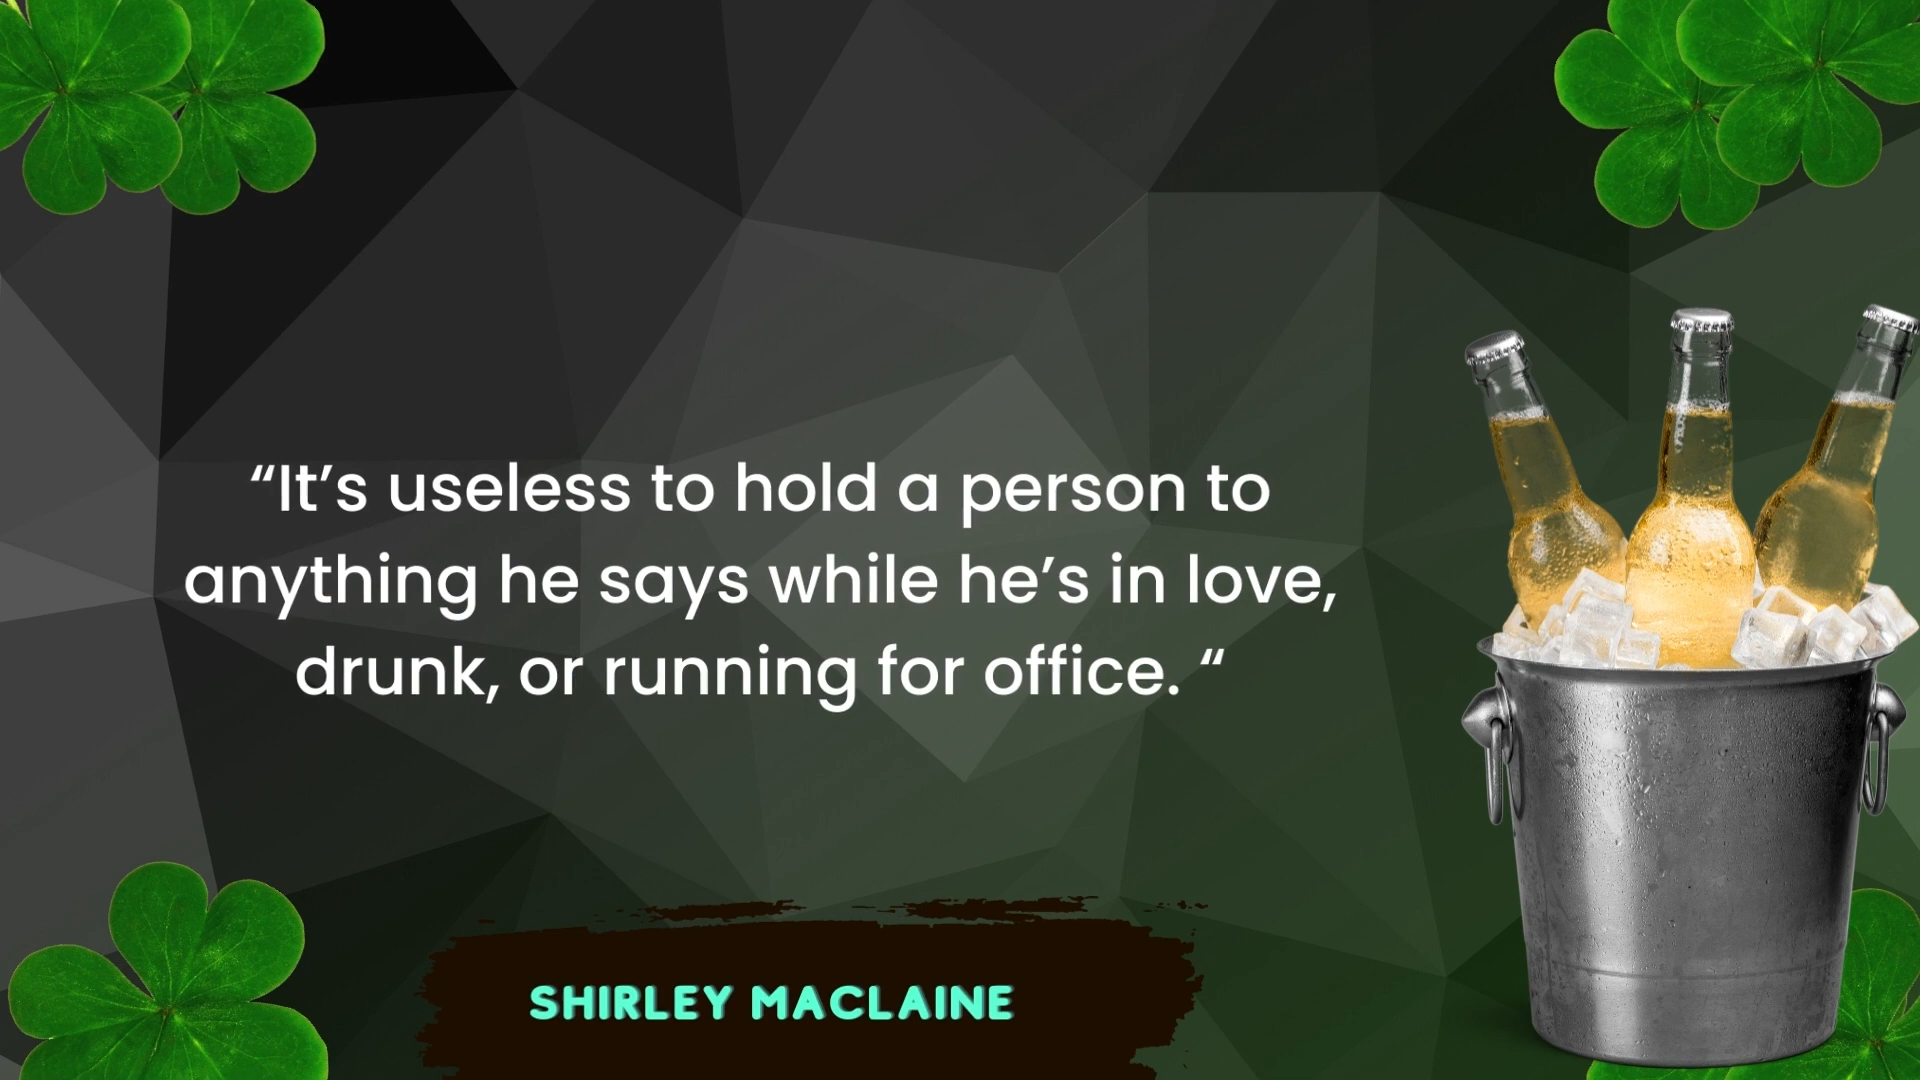 “It’s useless to hold a person to
anything he says while he’s in love,
drunk, or running for office. “
SHIRLEY MACLAINE